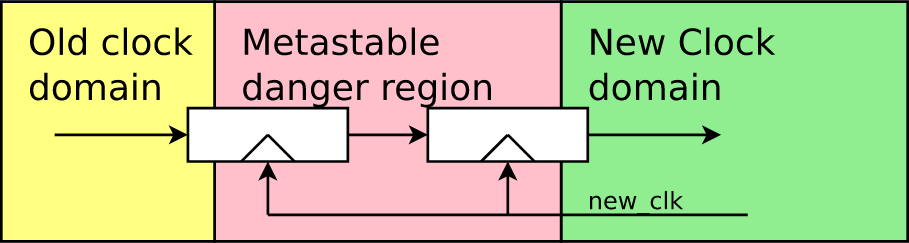 Old clock
domain
Metastable
danger region
New Clock
domain
new_clk